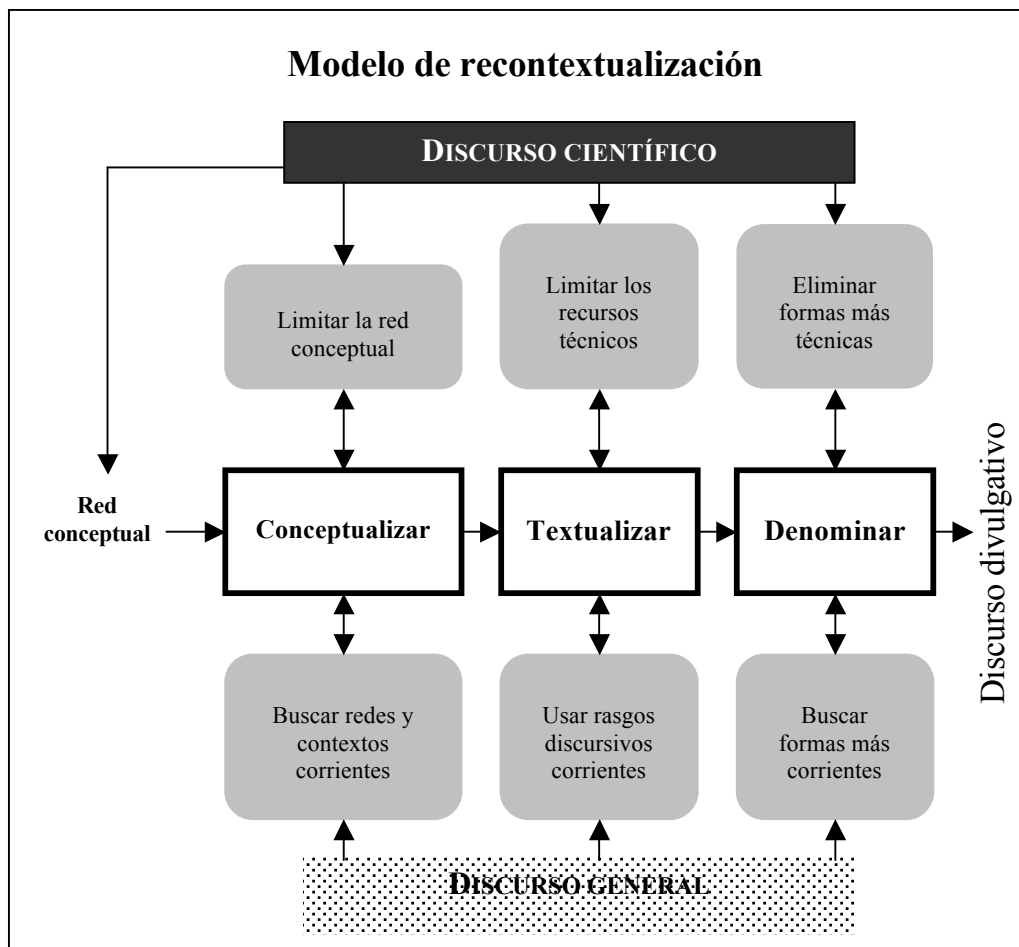 Modelo de recontextualización
DISCURSO CIENTÍFICO
Limitar la red
conceptual
Limitar los
recursos
técnicos
Eliminar
formas más
técnicas
Red
conceptual
Conceptualizar
Textualizar
Denominar
Discurso divulgativo
Buscar redes y
contextos
corrientes
Usar rasgos
discursivos
corrientes
Buscar
formas más
corrientes
DISCURSO GENERAL